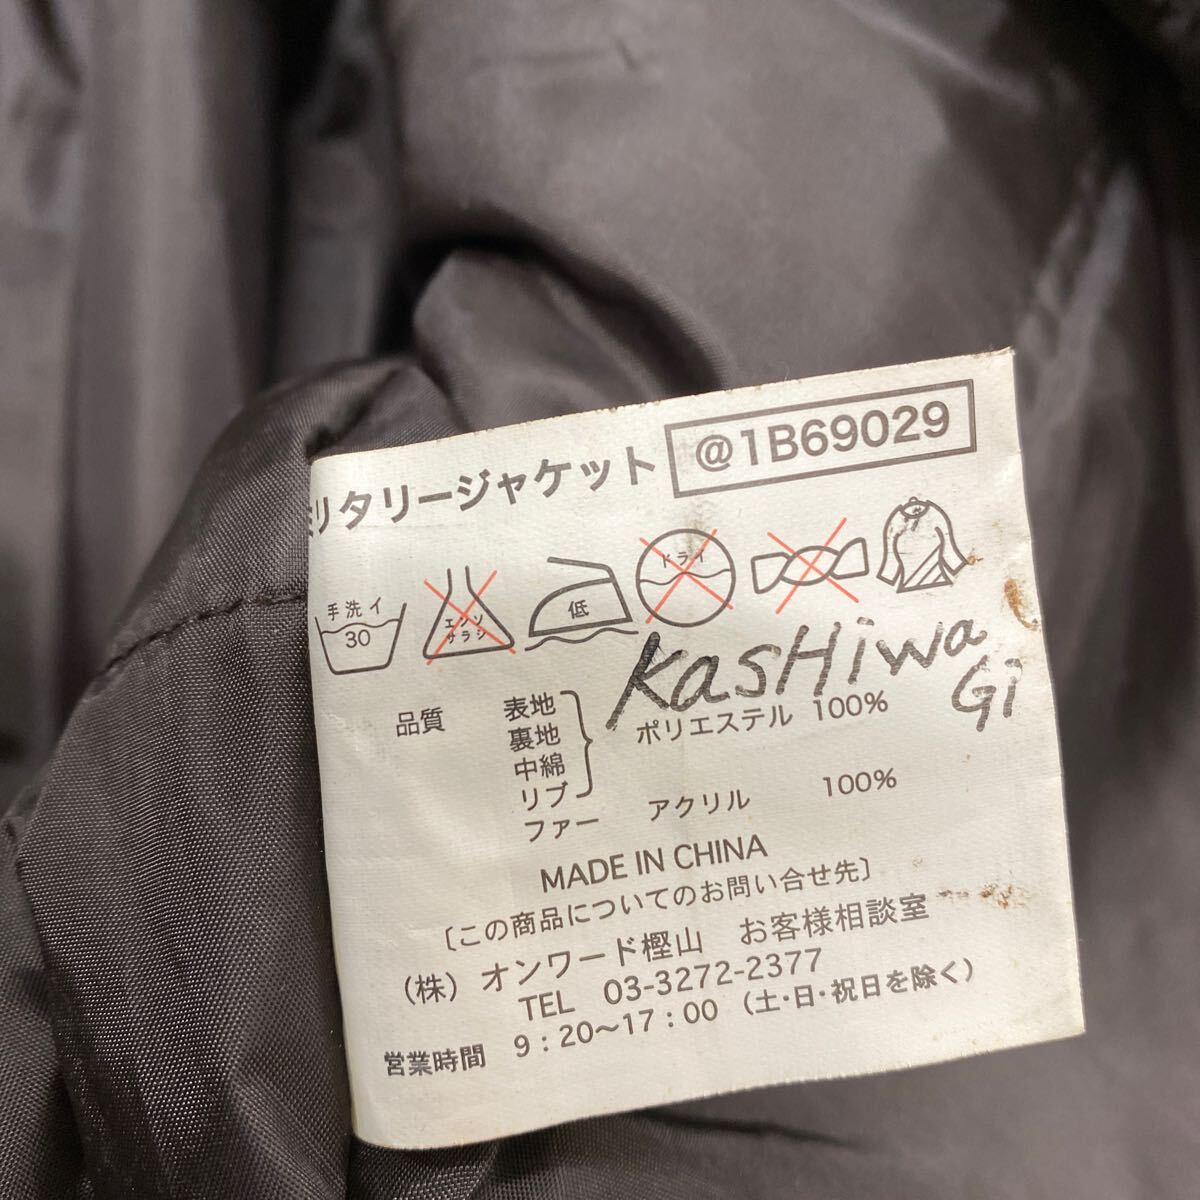 ミリタリージャケット @1B69029
手洗イ
30
エンソ
サラシ
低
ドライ
KasHiwa
Gi
品質 表地
裏地
中綿
リブ
ポリエステル 100%
ファー アクリル 100%
MADE IN CHINA
〔この商品についてのお問い合せ先〕
（株）オンワード樫山 お客様相談室
TEL 03-3272-2377
営業時間 9：20～17：00（土・日・祝日を除く）